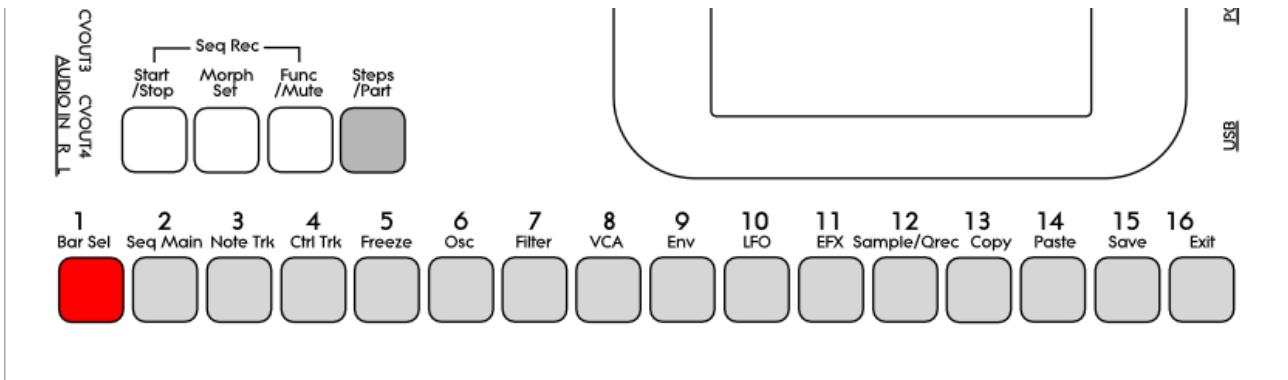 CVOUT3
AUDIO IN R L
CVOUT4
Seq Rec
Start
/Stop
Morph
Set
Func
/Mute
Steps
/Part
USB
1 2 3 4 5 6 7 8 9 10 11 12 13 14 15 16
Bar Sel Seq Main Note Trk Ctrl Trk Freeze Osc Filter VCA Env LFO EFX Sample/Qrec Copy Paste Save Exit